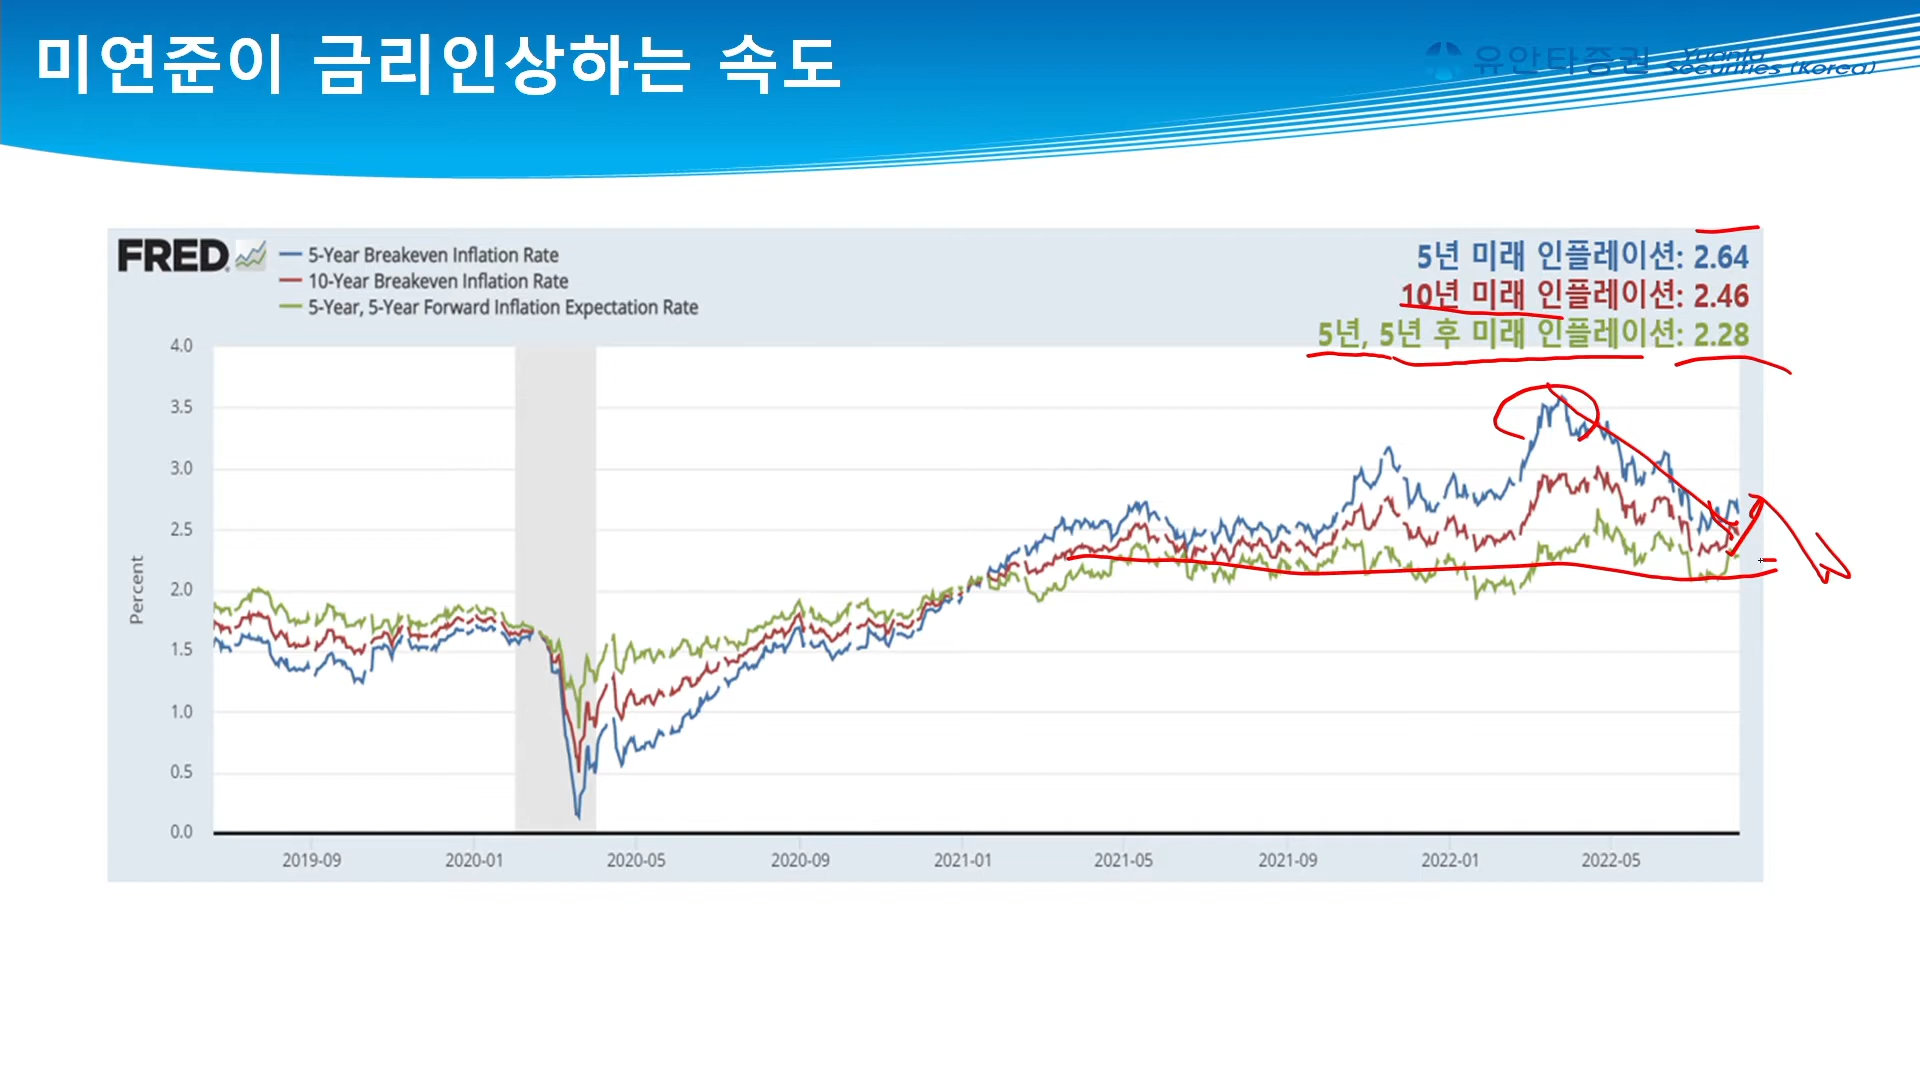 미연준이 금리인상하는 속도
유안타증권 Yuanta Securities (Korea)
FRED
5-Year Breakeven Inflation Rate
10-Year Breakeven Inflation Rate
5-Year, 5-Year Forward Inflation Expectation Rate
5년 미래 인플레이션: 2.64
10년 미래 인플레이션: 2.46
5년, 5년 후 미래 인플레이션: 2.28
Percent
4.0
3.5
3.0
2.5
2.0
1.5
1.0
0.5
0.0
2019-09 2020-01 2020-05 2020-09 2021-01 2021-05 2021-09 2022-01 2022-05